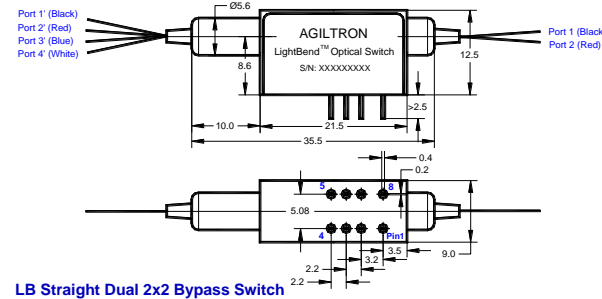 Port 1' (Black)
Port 2' (Red)
Port 3' (Blue)
Port 4' (White)
Ø5.6
8.6
AGILTRON
LightBend™ Optical Switch
S/N: XXXXXXXXX
12.5
Port 1 (Black
Port 2 (Red)
>2.5
10.0
21.5
35.5
0.4
0.2
5
8
5.08
4
Pin1
3.5
9.0
3.2
2.2
2.2
LB Straight Dual 2x2 Bypass Switch